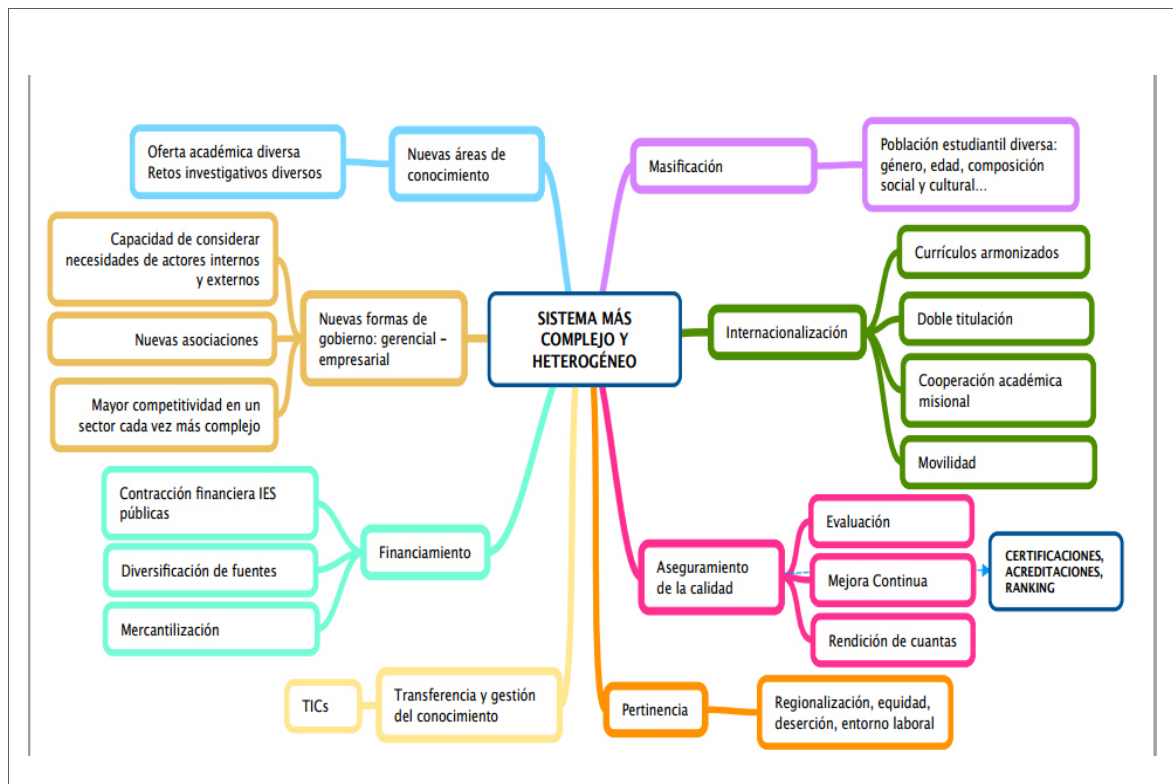 Oferta académica diversa
Retos investigativos diversos
Nuevas áreas de
conocimiento
Capacidad de considerar
necesidades de actores internos
y externos
Nuevas asociaciones
Mayor competitividad en un
sector cada vez más complejo
Nuevas formas de
gobierno: gerencial –
empresarial
Contracción financiera IES
públicas
Diversificación de fuentes
Mercantilización
Financiamiento
TICs
Transferencia y gestión
del conocimiento
SISTEMA MÁS
COMPLEJO Y
HETEROGÉNEO
Masificación
Población estudiantil diversa:
género, edad, composición
social y cultural...
Internacionalización
Currículos armonizados
Doble titulación
Cooperación académica
misional
Movilidad
Aseguramiento
de la calidad
Evaluación
Mejora Continua
Rendición de cuantas
CERTIFICACIONES,
ACREDITACIONES,
RANKING
Pertinencia
Regionalización, equidad,
deserción, entorno laboral